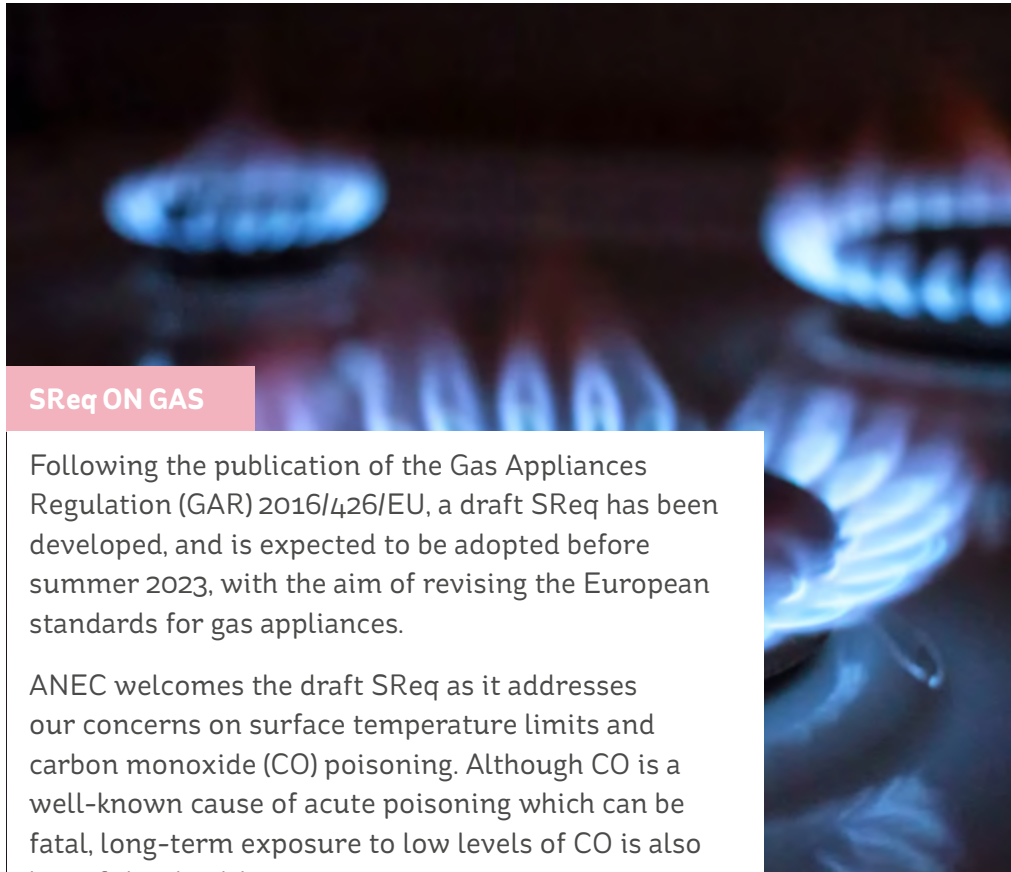 SReq ON GAS
Following the publication of the Gas Appliances
Regulation (GAR) 2016/426/EU, a draft SReq has been
developed, and is expected to be adopted before
summer 2023, with the aim of revising the European
standards for gas appliances.
ANEC welcomes the draft SReq as it addresses
our concerns on surface temperature limits and
carbon monoxide (CO) poisoning. Although CO is a
well-known cause of acute poisoning which can be
fatal, long-term exposure to low levels of CO is also